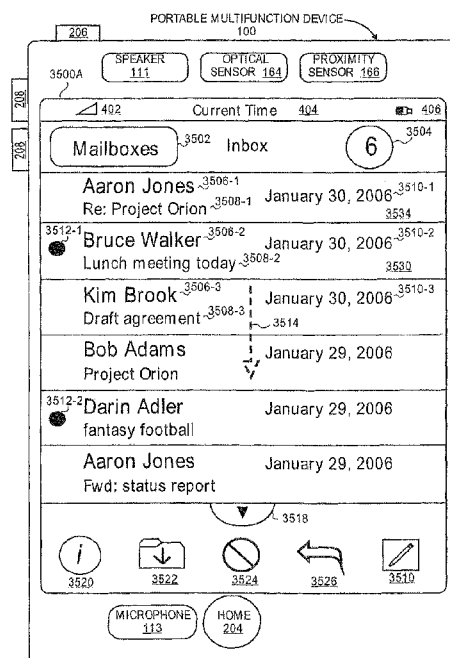 PORTABLE MULTIFUNCTION DEVICE
100
206
SPEAKER
111
OPTICAL
SENSOR 164
PROXIMITY
SENSOR 166
208
208
3500A
402
Current Time 404
406
Mailboxes
3502
Inbox
6
3504
Aaron Jones 3506-1
January 30, 2006 3510-1
Re: Project Orion 3508-1
3534
3512-1
Bruce Walker 3506-2
January 30, 2006 3510-2
Lunch meeting today 3508-2
3530
Kim Brook 3506-3
January 30, 2006 3510-3
Draft agreement 3508-3
3514
Bob Adams
January 29, 2006
Project Orion
3512-2
Darin Adler
January 29, 2006
fantasy football
Aaron Jones
January 29, 2006
Fwd: status report
3518
i
3520
3522
3524
3526
3510
MICROPHONE
113
HOME
204